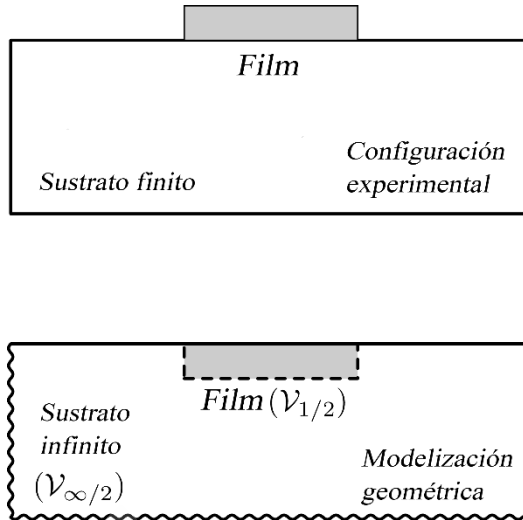 Film
Configuración
Sustrato finito
experimental
Film (𝒱₁/₂)
Sustrato
infinito
(𝒱∞/₂)
Modelización
geométrica